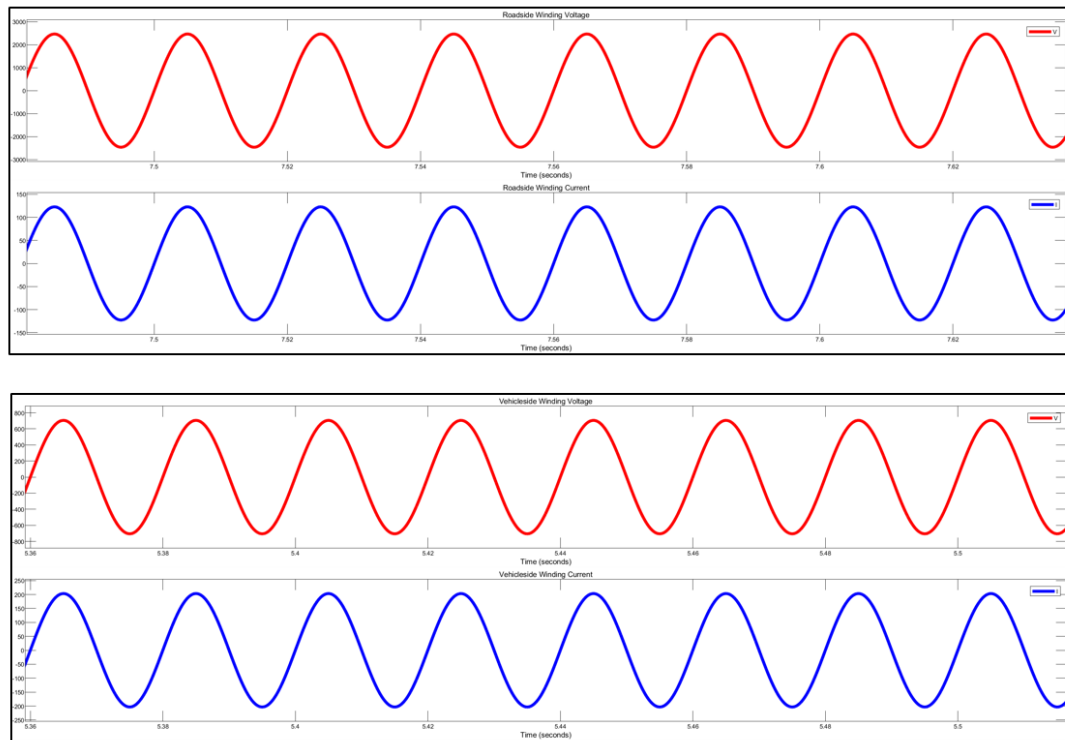 Roadside Winding Voltage
3000
2000
1000
0
-1000
-2000
-3000
V
7.5 7.52 7.54 7.56 7.58 7.6 7.62
Time (seconds)
Roadside Winding Current
150
100
50
0
-50
-100
-150
I
7.5 7.52 7.54 7.56 7.58 7.6 7.62
Time (seconds)
Vehicleside Winding Voltage
800
600
400
200
0
-200
-400
-600
-800
V
5.36 5.38 5.4 5.42 5.44 5.46 5.48 5.5
Time (seconds)
Vehicleside Winding Current
250
200
150
100
50
0
-50
-100
-150
-200
-250
I
5.36 5.38 5.4 5.42 5.44 5.46 5.48 5.5
Time (seconds)